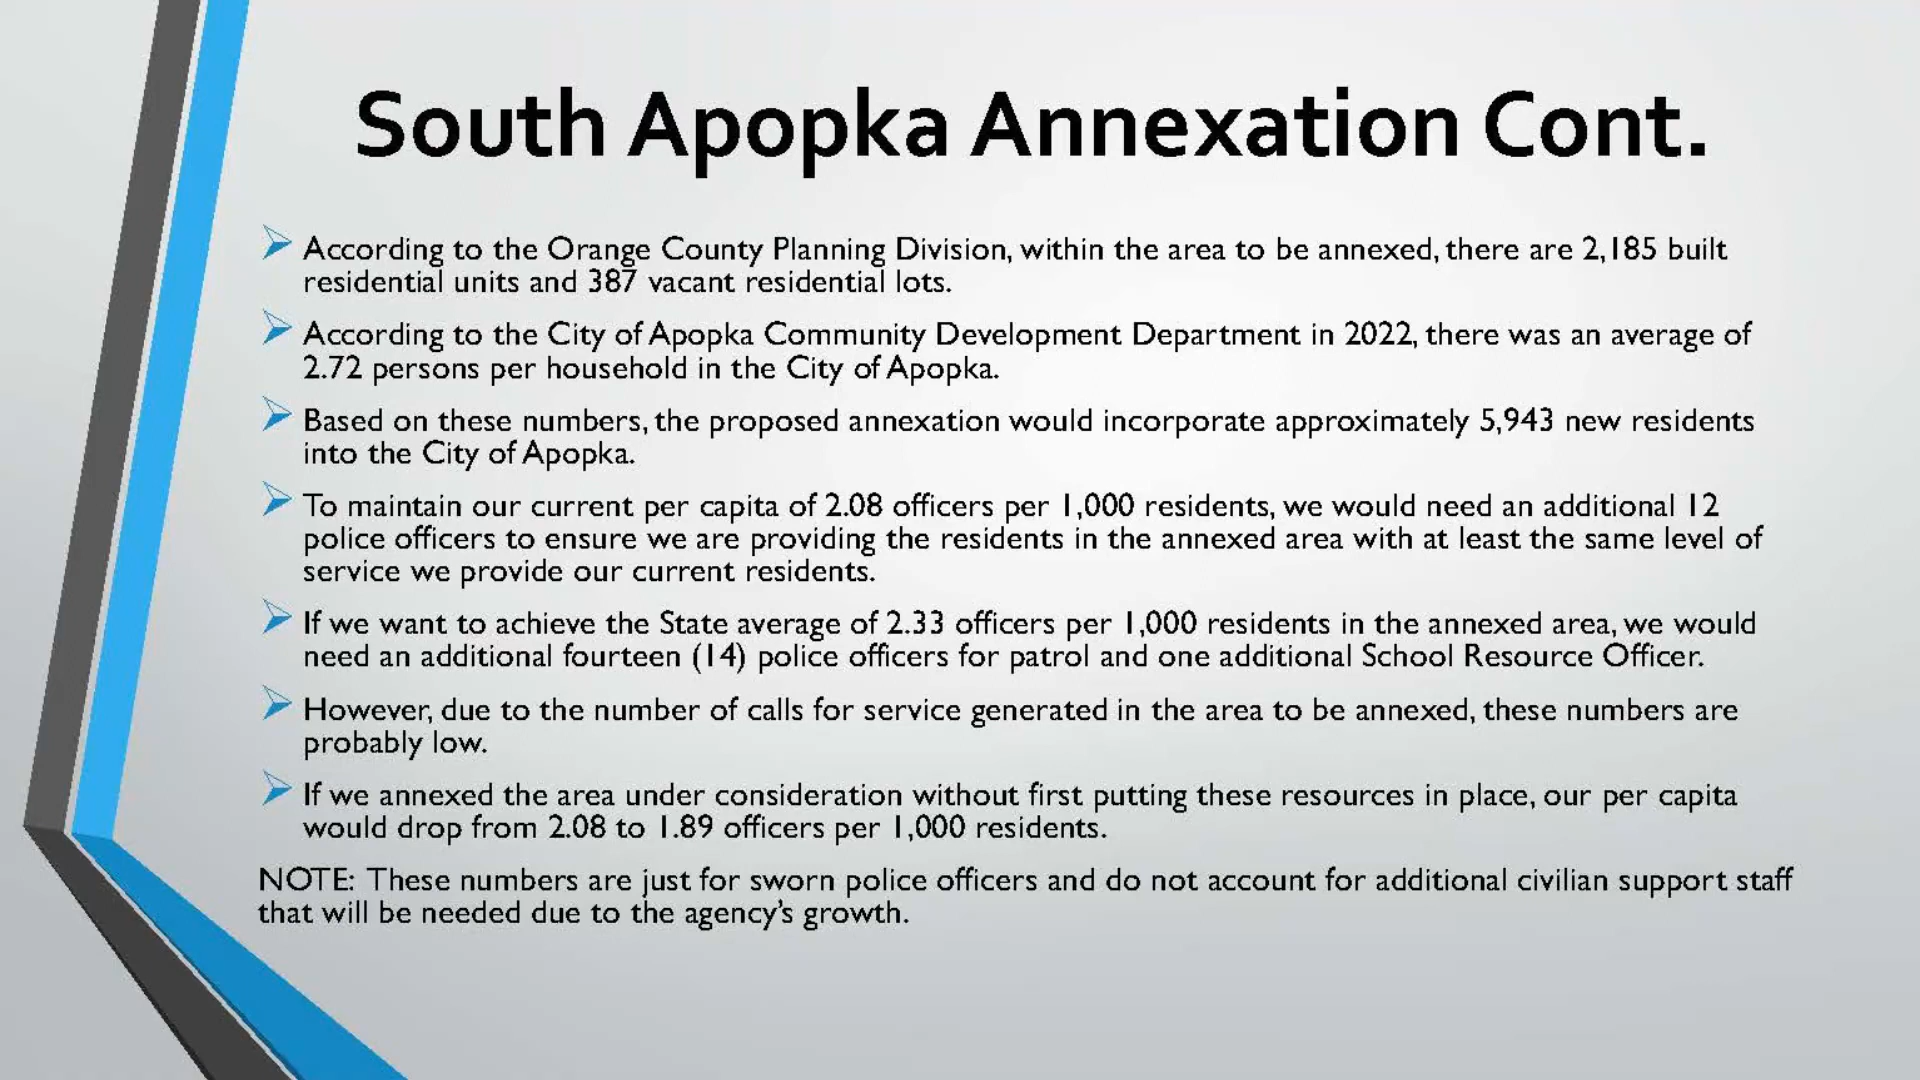 South Apopka Annexation Cont.
According to the Orange County Planning Division, within the area to be annexed, there are 2,185 built
residential units and 387 vacant residential lots.
According to the City of Apopka Community Development Department in 2022, there was an average of
2.72 persons per household in the City of Apopka.
Based on these numbers, the proposed annexation would incorporate approximately 5,943 new residents
into the City of Apopka.
To maintain our current per capita of 2.08 officers per 1,000 residents, we would need an additional 12
police officers to ensure we are providing the residents in the annexed area with at least the same level of
service we provide our current residents.
If we want to achieve the State average of 2.33 officers per 1,000 residents in the annexed area, we would
need an additional fourteen (14) police officers for patrol and one additional School Resource Officer.
However, due to the number of calls for service generated in the area to be annexed, these numbers are
probably low.
If we annexed the area under consideration without first putting these resources in place, our per capita
would drop from 2.08 to 1.89 officers per 1,000 residents.
NOTE: These numbers are just for sworn police officers and do not account for additional civilian support staff
that will be needed due to the agency's growth.